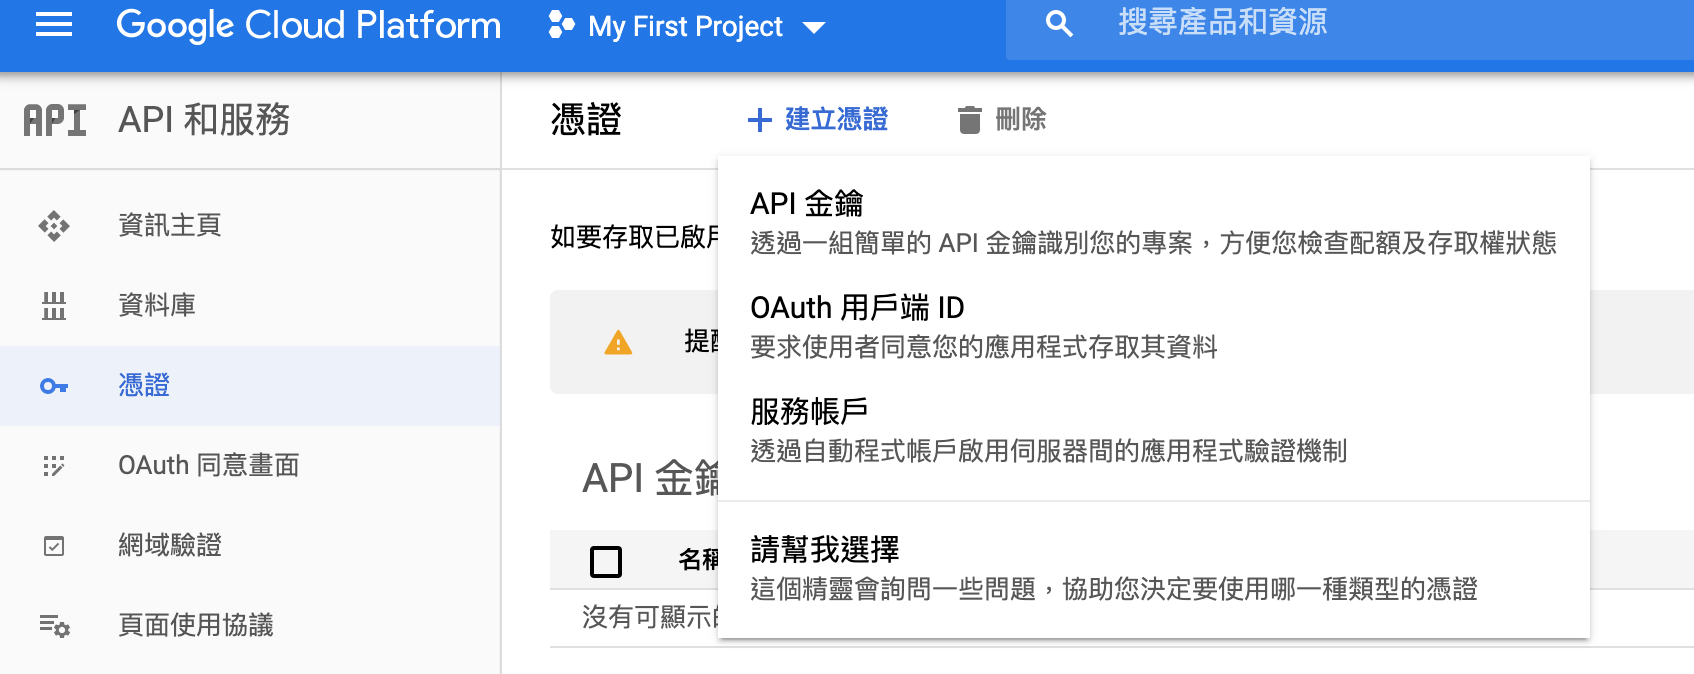 Google Cloud Platform
My First Project
搜尋產品和資源
API API 和服務
憑證
建立憑證
刪除
資訊主頁
資料庫
憑證
OAuth 同意畫面
網域驗證
頁面使用協議
如要存取已啟用
提醒
API 金鑰
名稱
沒有可顯示的
API 金鑰
透過一組簡單的 API 金鑰識別您的專案，方便您檢查配額及存取權狀態
OAuth 用戶端 ID
要求使用者同意您的應用程式存取其資料
服務帳戶
透過自動程式帳戶啟用伺服器間的應用程式驗證機制
請幫我選擇
這個精靈會詢問一些問題，協助您決定要使用哪一種類型的憑證